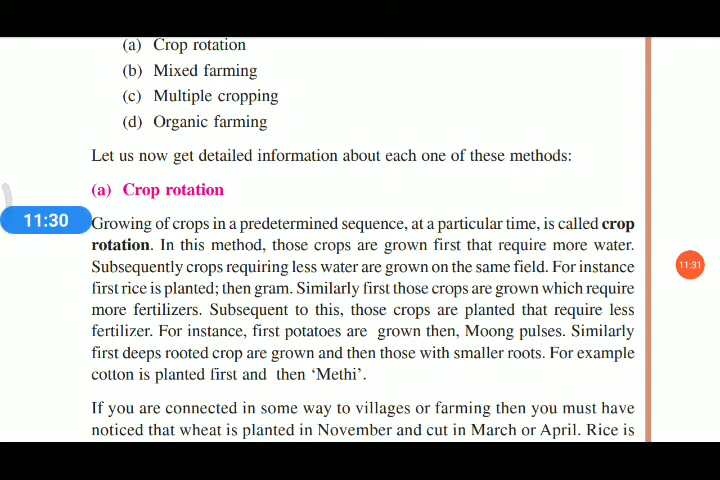 (a) Crop rotation
(b) Mixed farming
(c) Multiple cropping
(d) Organic farming
Let us now get detailed information about each one of these methods:
(a) Crop rotation
11:30
Growing of crops in a predetermined sequence, at a particular time, is called crop
rotation. In this method, those crops are grown first that require more water.
Subsequently crops requiring less water are grown on the same field. For instance
11:31
first rice is planted; then gram. Similarly first those crops are grown which require
more fertilizers. Subsequent to this, those crops are planted that require less
fertilizer. For instance, first potatoes are grown then, Moong pulses. Similarly
first deeps rooted crop are grown and then those with smaller roots. For example
cotton is planted first and then ‘Methi’.
If you are connected in some way to villages or farming then you must have
noticed that wheat is planted in November and cut in March or April. Rice is